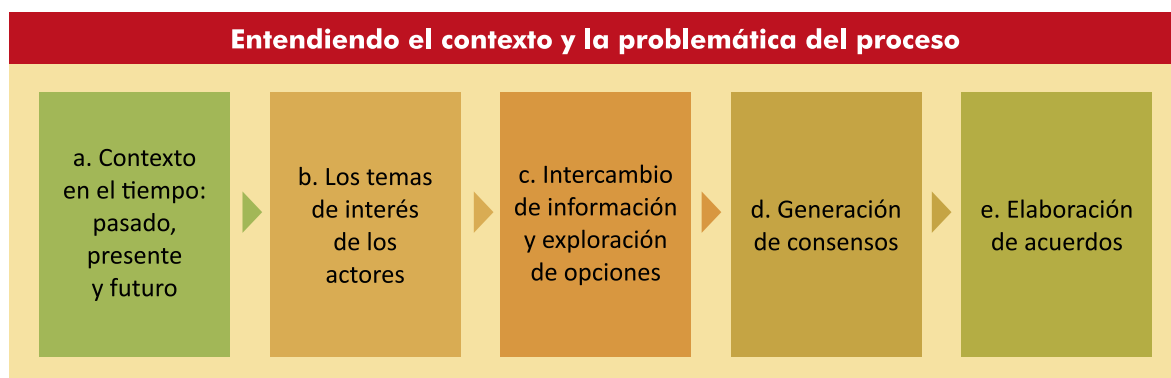 Entendiendo el contexto y la problemática del proceso
a. Contexto
en el tiempo:
pasado,
presente
y futuro
b. Los temas
de interés
de los
actores
c. Intercambio
de información
y exploración
de opciones
d. Generación
de consensos
e. Elaboración
de acuerdos